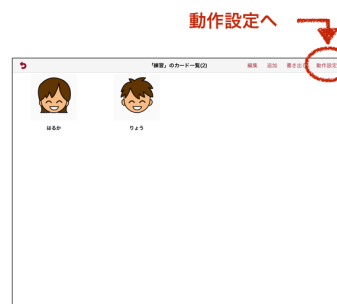 動作設定へ
「練習」のカード一覧(2)
編集 追加 書き出し 動作設定
はるか りょう